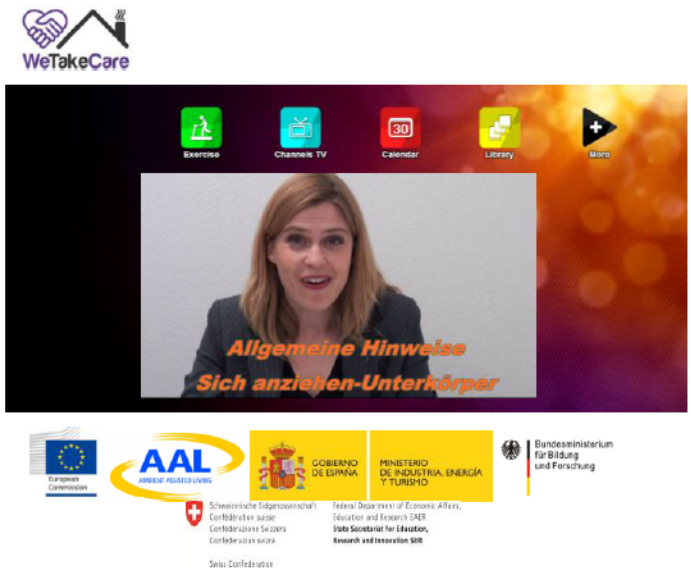 WeTakeCare
Exercise
Channels TV
30
Calendar
Library
More
Allgemeine Hinweise
Sich anziehen-Unterkörper
European
Commission
AAL
AMBIENT ASSISTED LIVING
GOBIERNO
DE ESPAÑA
MINISTERIO
DE INDUSTRIA, ENERGÍA
Y TURISMO
Bundesministerium
für Bildung
und Forschung
Schweizerische Eidgenossenschaft
Confédération suisse
Confederazione Svizzera
Confederaziun svizra
Swiss Confederation
Federal Department of Economic Affairs,
Education and Research EAER
State Secretariat for Education,
Research and Innovation SERI